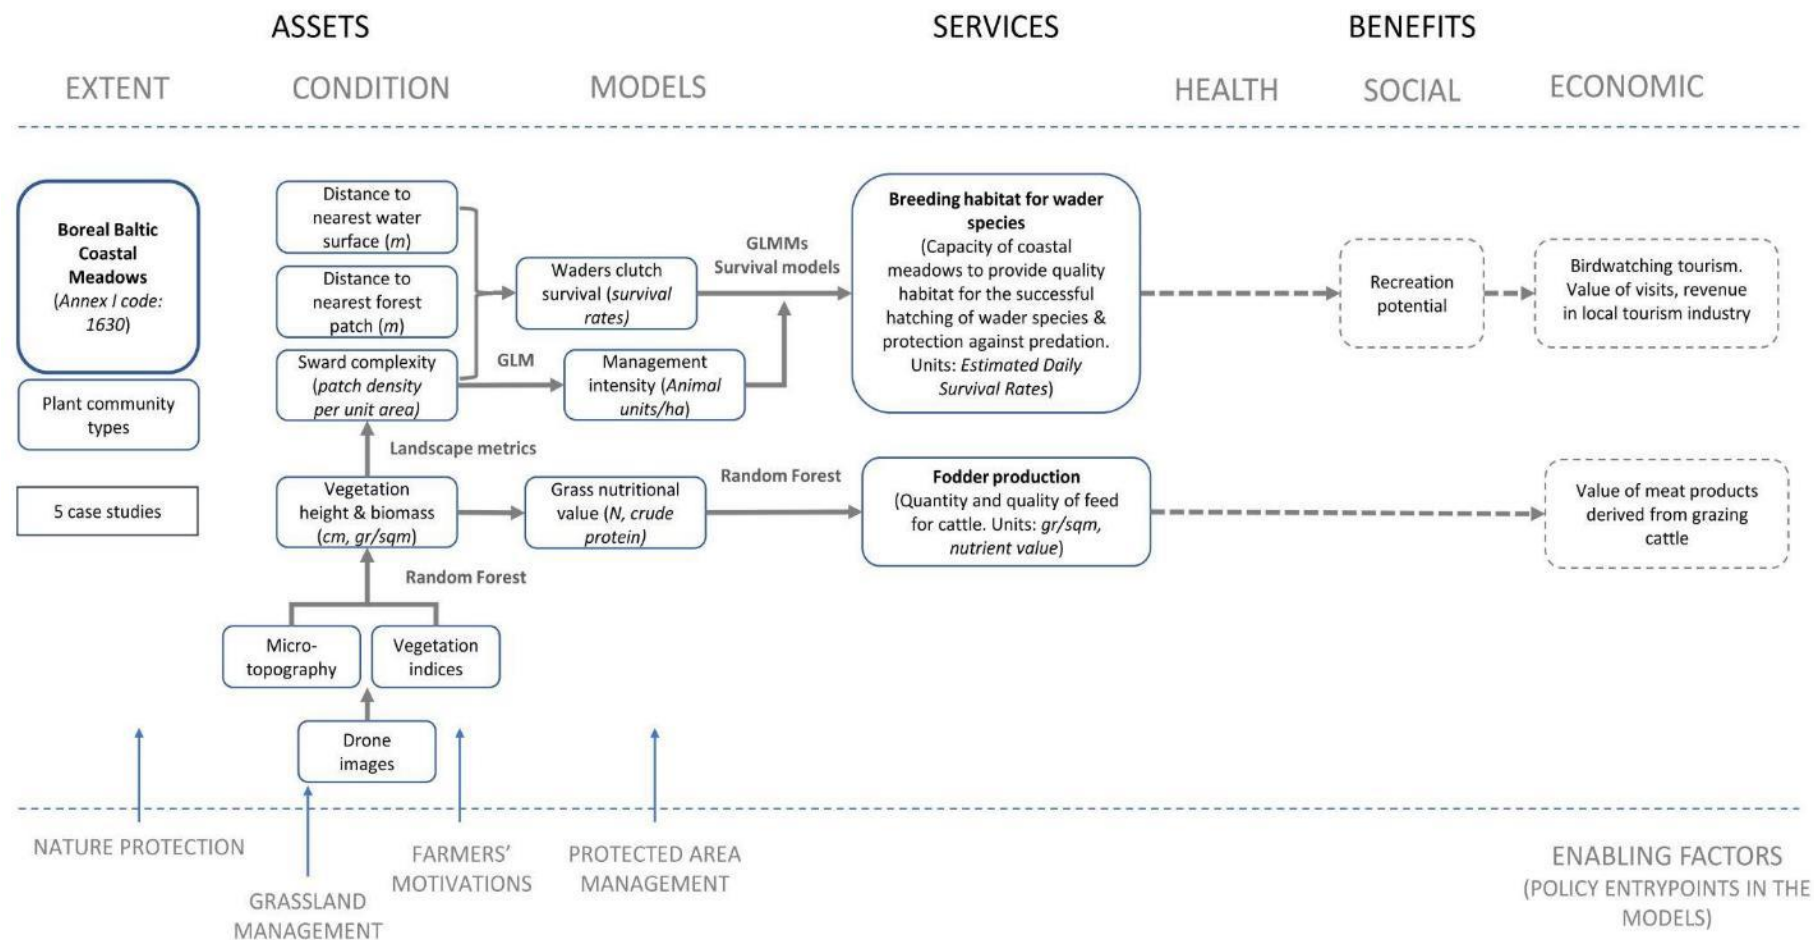 ASSETS
SERVICES
BENEFITS
EXTENT
CONDITION
MODELS
HEALTH
SOCIAL
ECONOMIC
Boreal Baltic
Coastal
Meadows
(Annex I code:
1630)
Plant community
types
5 case studies
Distance to
nearest water
surface (m)
Distance to
nearest forest
patch (m)
Sward complexity
(patch density
per unit area)
Landscape metrics
Vegetation
height & biomass
(cm, gr/sqm)
Random Forest
Micro-
topography
Vegetation
indices
Drone
images
Waders clutch
survival (survival
rates)
GLM
Management
intensity (Animal
units/ha)
Grass nutritional
value (N, crude
protein)
GLMMs
Survival models
Random Forest
Breeding habitat for wader
species
(Capacity of coastal
meadows to provide quality
habitat for the successful
hatching of wader species &
protection against predation.
Units: Estimated Daily
Survival Rates)
Fodder production
(Quantity and quality of feed
for cattle. Units: gr/sqm,
nutrient value)
Recreation
potential
Birdwatching tourism.
Value of visits, revenue
in local tourism industry
Value of meat products
derived from grazing
cattle
NATURE PROTECTION
GRASSLAND
MANAGEMENT
FARMERS'
MOTIVATIONS
PROTECTED AREA
MANAGEMENT
ENABLING FACTORS
(POLICY ENTRYPOINTS IN THE
MODELS)